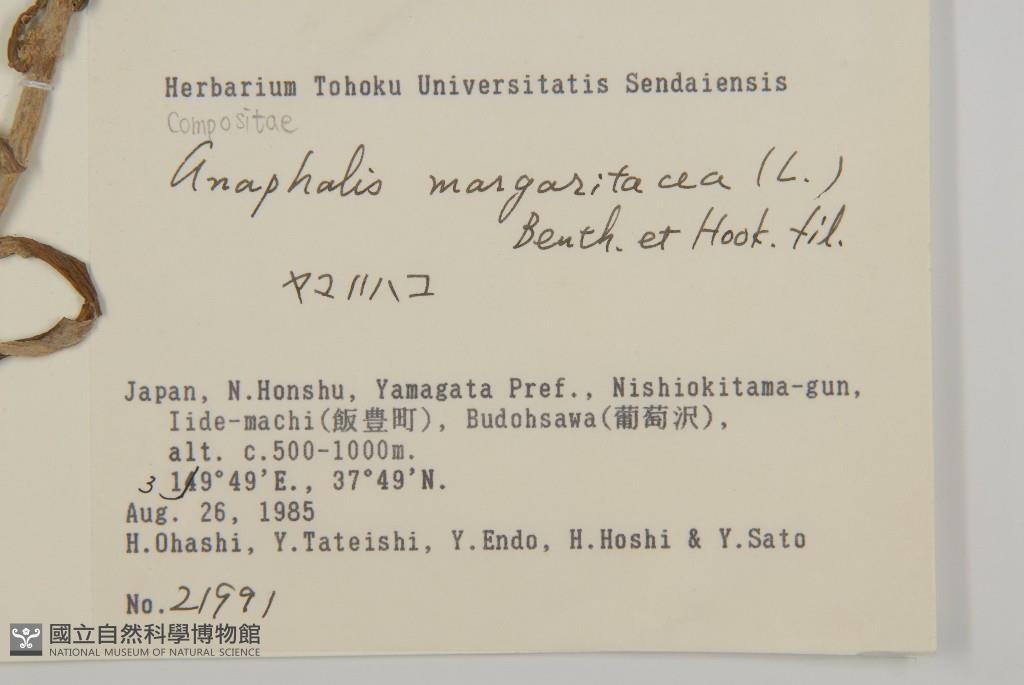 Herbarium Tohoku Universitatis Sendaiensis
Compositae
Anaphalis margaritacea (L.)
Benth. et Hook. fil.
ヤマハハコ
Japan, N.Honshu, Yamagata Pref., Nishiokitama-gun,
Iide-machi(飯豊町), Budohsawa(葡萄沢),
alt. c.500-1000m.
3 149°49'E., 37°49'N.
Aug. 26, 1985
H.Ohashi, Y.Tateishi, Y.Endo, H.Hoshi & Y.Sato
No.21991
國立自然科學博物館
NATIONAL MUSEUM OF NATURAL SCIENCE